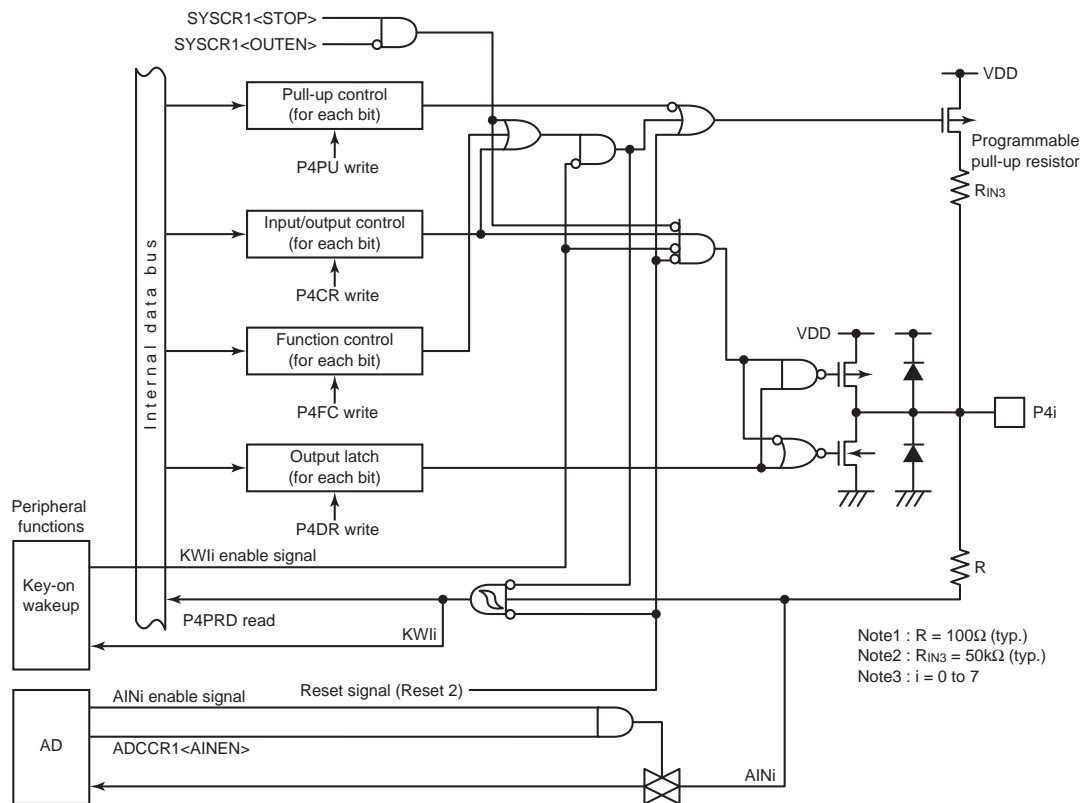 SYSCR1<STOP>
SYSCR1<OUTEN>
VDD
Pull-up control
(for each bit)
P4PU write
Programmable
pull-up resistor
RIN3
Internal data bus
Input/output control
(for each bit)
P4CR write
Function control
(for each bit)
P4FC write
VDD
P4i
Output latch
(for each bit)
P4DR write
Peripheral
functions
KWIi enable signal
Key-on
wakeup
R
P4PRD read
KWIi
Note1 : R = 100Ω (typ.)
Note2 : RIN3 = 50kΩ (typ.)
Note3 : i = 0 to 7
Reset signal (Reset 2)
AINi enable signal
AD
ADCCR1<AINEN>
AINi